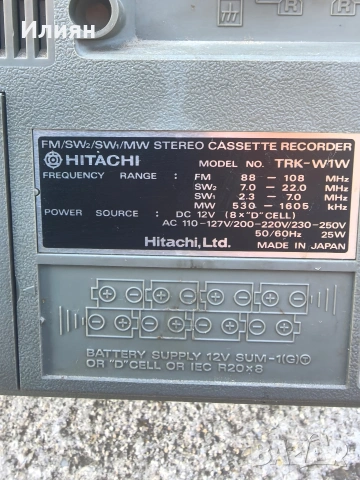 Илиян
R
R
FM/SW₂/SW₁/MW STEREO CASSETTE RECORDER
HITACHI MODEL NO. TRK-W1W
FREQUENCY RANGE : FM 88 – 108 MHz
SW₂ 7.0 – 22.0 MHz
SW₁ 2.3 – 7.0 MHz
MW 530 – 1605 kHz
POWER SOURCE : DC 12V (8×"D"CELL)
AC 110-127V/200-220V/230-250V
50/60Hz 25W
Hitachi, Ltd. MADE IN JAPAN
BATTERY SUPPLY 12V SUM-1(G)
OR "D" CELL OR IEC R20×8